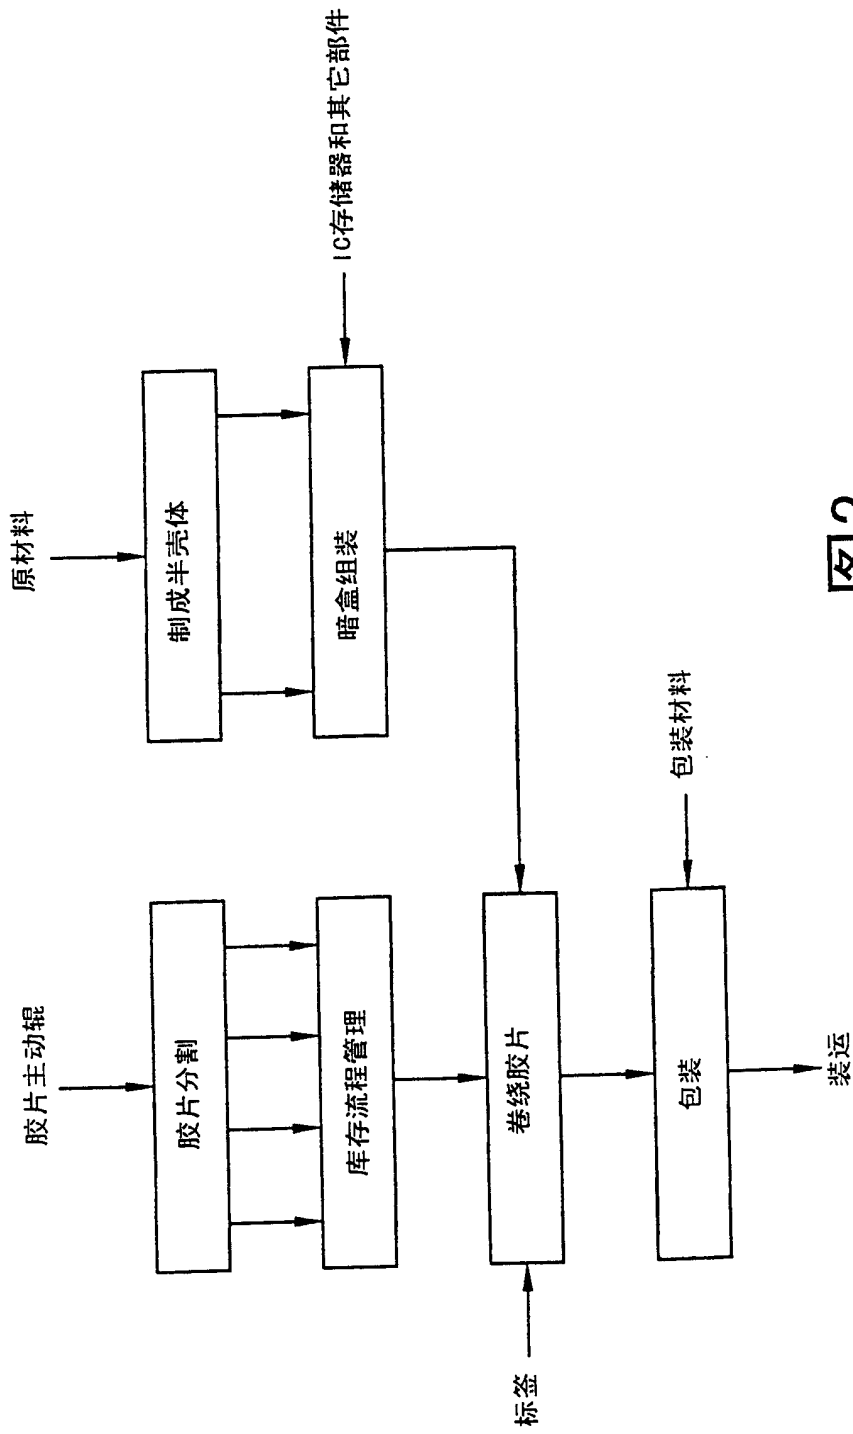 胶片主动辊
胶片分割
库存流程管理
原材料
制成半壳体
暗盒组装
IC存储器和其它部件
标签
卷绕胶片
包装
包装材料
装运
图2